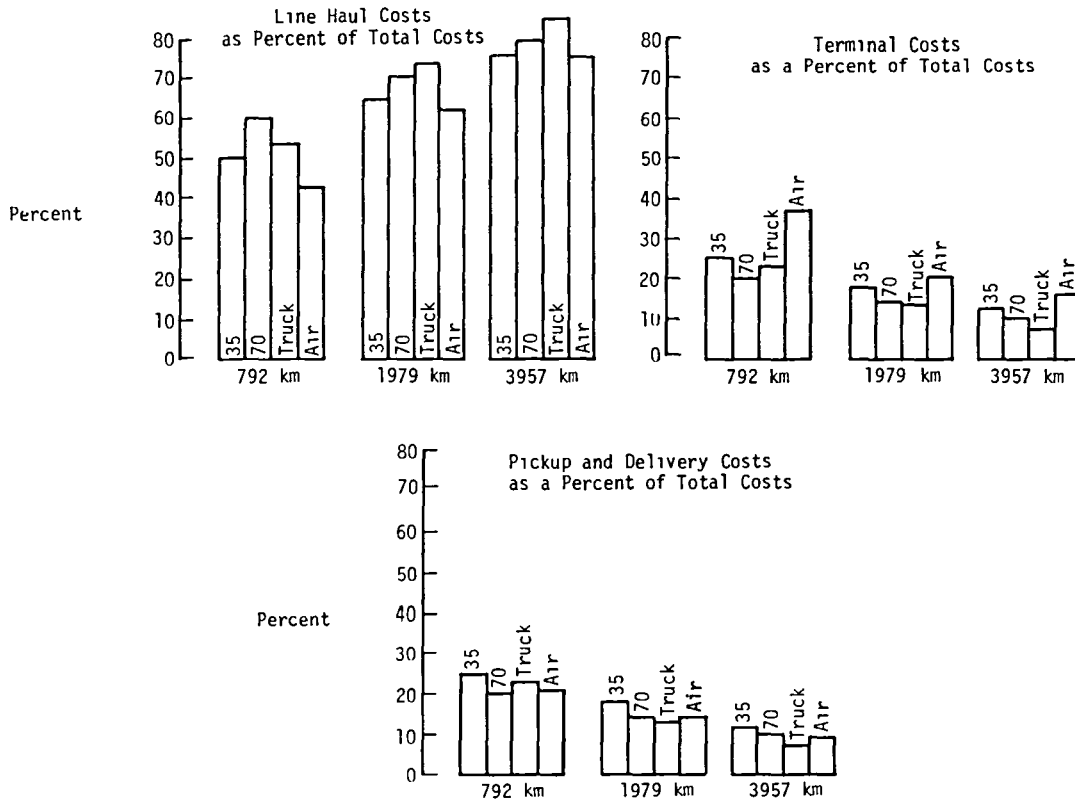 Line Haul Costs
as Percent of Total Costs
Percent
80
70
60
50
40
30
20
10
0
35
70
Truck
Air
792 km
35
70
Truck
Air
1979 km
35
70
Truck
Air
3957 km
Terminal Costs
as a Percent of Total Costs
80
70
60
50
40
30
20
10
0
35
70
Truck
Air
792 km
35
70
Truck
Air
1979 km
35
70
Truck
Air
3957 km
Pickup and Delivery Costs
as a Percent of Total Costs
Percent
80
70
60
50
40
30
20
10
0
35
70
Truck
Air
792 km
35
70
Truck
Air
1979 km
35
70
Truck
Air
3957 km